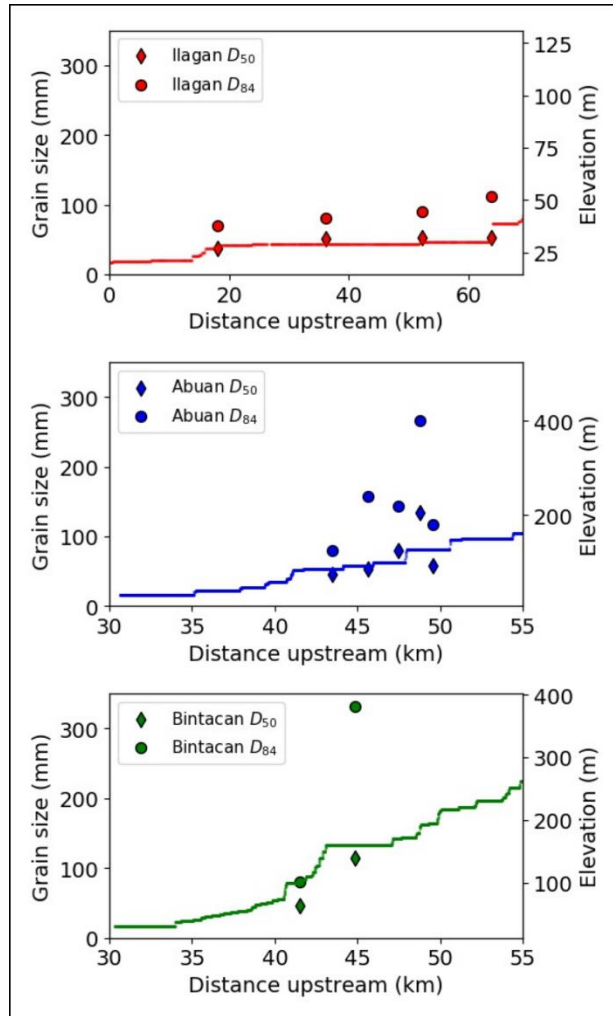 Ilagan D50
Ilagan D84
Grain size (mm)
300
200
100
0
125
100
75
50
25
Elevation (m)
0
20
40
60
Distance upstream (km)
Abuan D50
Abuan D84
Grain size (mm)
300
200
100
0
400
200
Elevation (m)
30
35
40
45
50
55
Distance upstream (km)
Bintacan D50
Bintacan D84
Grain size (mm)
300
200
100
0
400
300
200
100
Elevation (m)
30
35
40
45
50
55
Distance upstream (km)